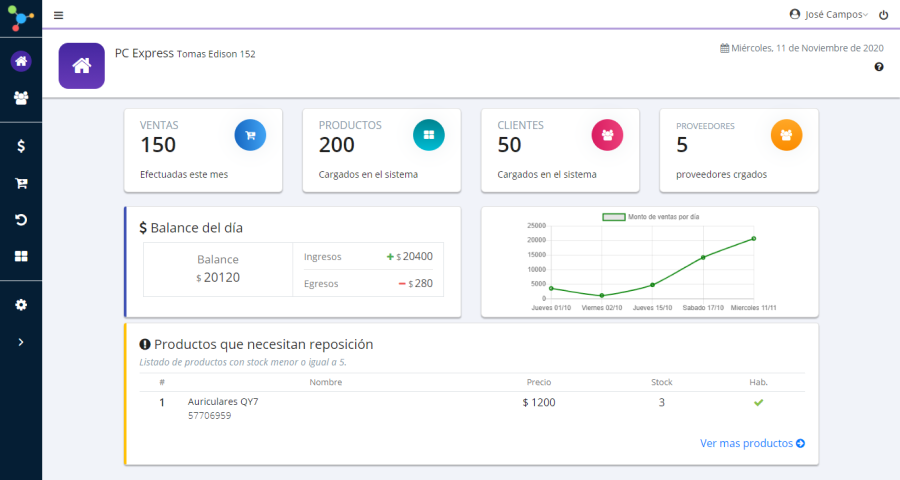 José Campos
PC Express Tomas Edison 152
Miércoles, 11 de Noviembre de 2020
VENTAS
150
Efectuadas este mes
PRODUCTOS
200
Cargados en el sistema
CLIENTES
50
Cargados en el sistema
PROVEEDORES
5
proveedores crgados
$ Balance del día
Balance
$ 20120
Ingresos
+ $ 20400
Egresos
− $ 280
Monto de ventas por día
25000
20000
15000
10000
5000
0
Jueves 01/10 Viernes 02/10 Jueves 15/10 Sabado 17/10 Miercoles 11/11
Productos que necesitan reposición
Listado de productos con stock menor o igual a 5.
# Nombre Precio Stock Hab.
1 Auriculares QY7 $ 1200 3
57706959
Ver mas productos